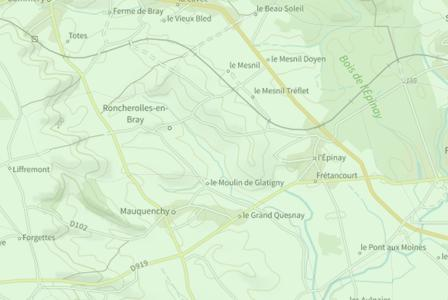 Ferme de Bray
le Beau Soleil
le Vieux Bled
Totes
le Mesnil Doyen
le Mesnil
Bois de l'Épinay
le Mesnil Tréflet
Roncherolles-en-
Bray
l'Épinay
Liffremont
Frétancourt
le Moulin de Glatigny
Mauquenchy
le Grand Quesnay
D102
Forgettes
le Pont aux Moines
D919